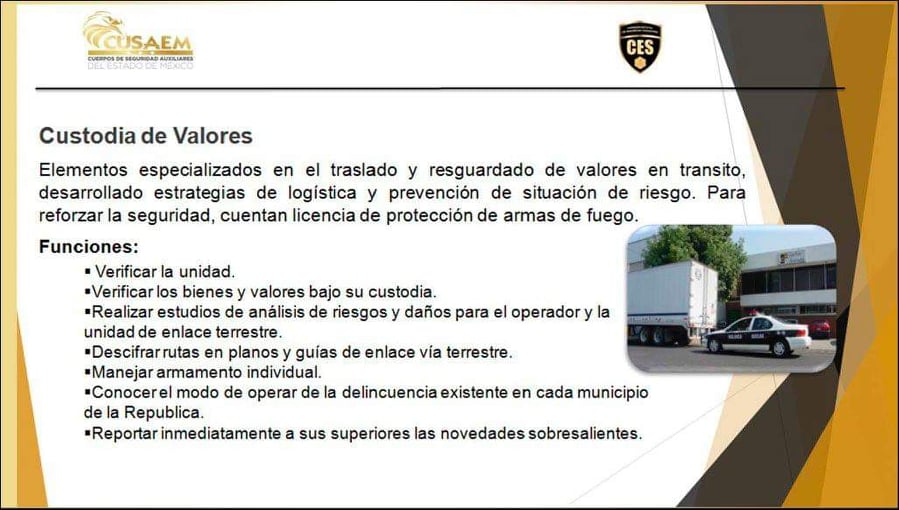 CUSAEM
CUERPOS DE SEGURIDAD AUXILIARES
DEL ESTADO DE MÉXICO
CES
Custodia de Valores
Elementos especializados en el traslado y resguardado de valores en transito,
desarrollado estrategias de logística y prevención de situación de riesgo. Para
reforzar la seguridad, cuentan licencia de protección de armas de fuego.
Funciones:
▪ Verificar la unidad.
▪Verificar los bienes y valores bajo su custodia.
▪Realizar estudios de análisis de riesgos y daños para el operador y la
unidad de enlace terrestre.
▪Descifrar rutas en planos y guías de enlace vía terrestre.
▪Manejar armamento individual.
▪Conocer el modo de operar de la delincuencia existente en cada municipio
de la Republica.
▪Reportar inmediatamente a sus superiores las novedades sobresalientes.